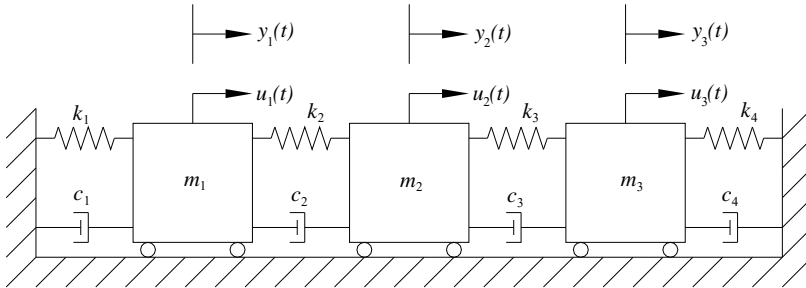 y₁(t) y₂(t) y₃(t)
u₁(t) u₂(t) u₃(t)
k₁ k₂ k₃ k₄
m₁ m₂ m₃
c₁ c₂ c₃ c₄